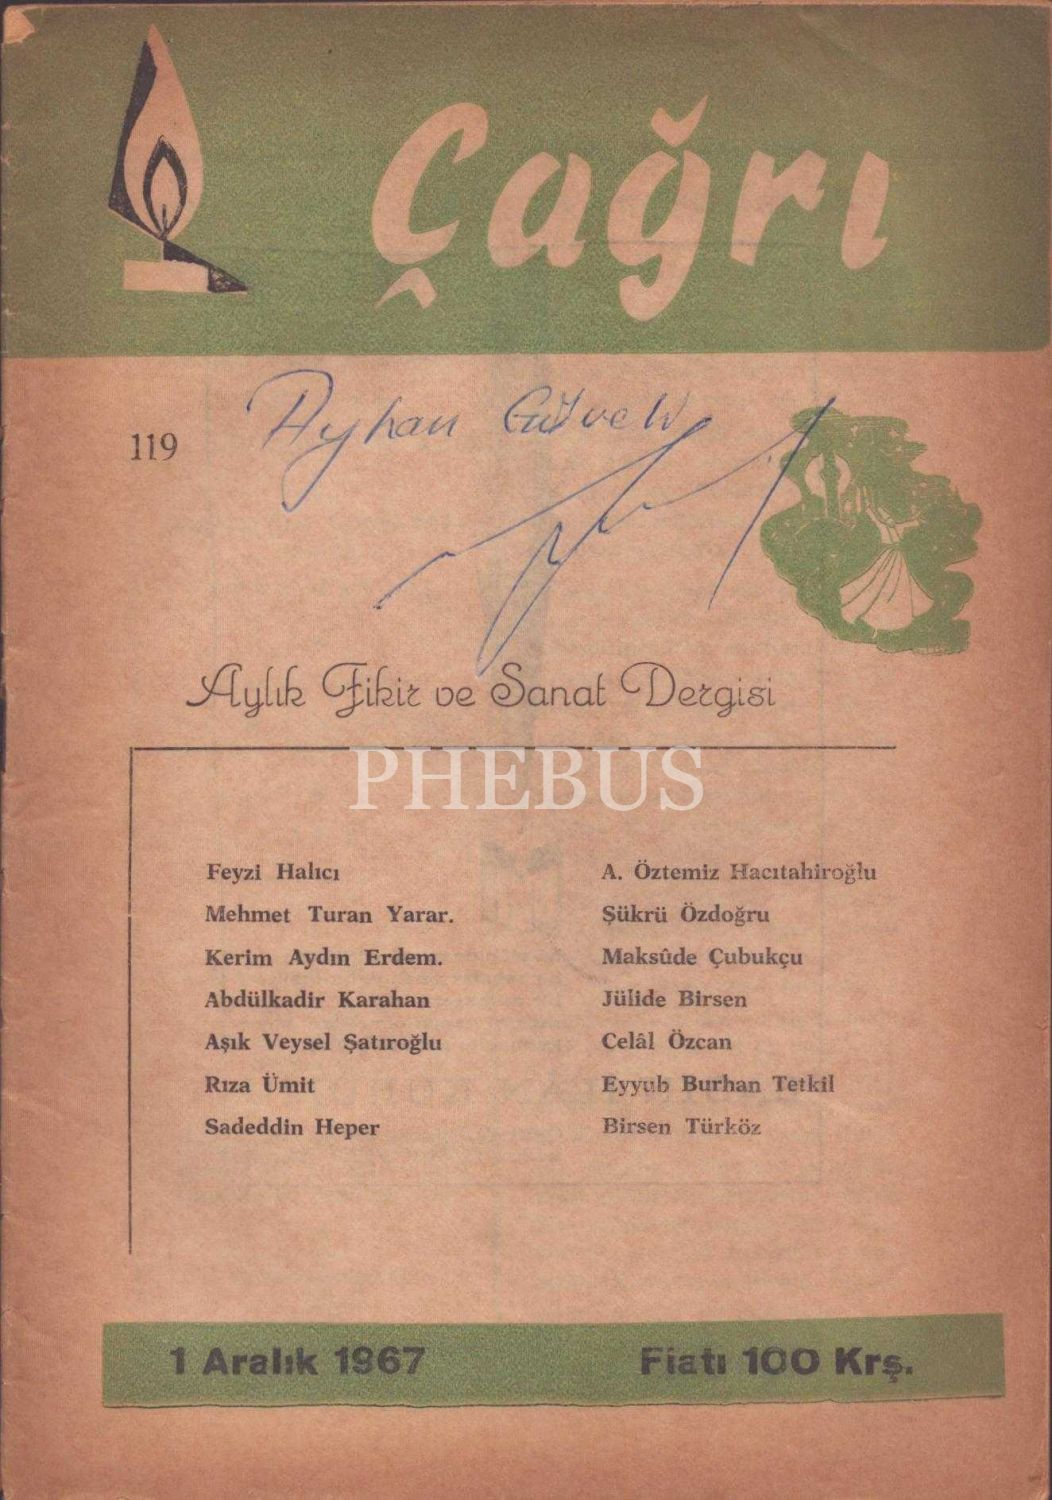 Çağrı
119
Ayhan
Aylık Fikir ve Sanat Dergisi
PHEBUS
Feyzi Halıcı
Mehmet Turan Yarar.
Kerim Aydın Erdem.
Abdülkadir Karahan
Aşık Veysel Şatıroğlu
Rıza Ümit
Sadeddin Heper
A. Öztemiz Hacıtahiroğlu
Şükrü Özdoğru
Maksûde Çubukçu
Jülide Birsen
Celâl Özcan
Eyyub Burhan Tetkil
Birsen Türköz
1 Aralık 1967
Fiatı 100 Krş.